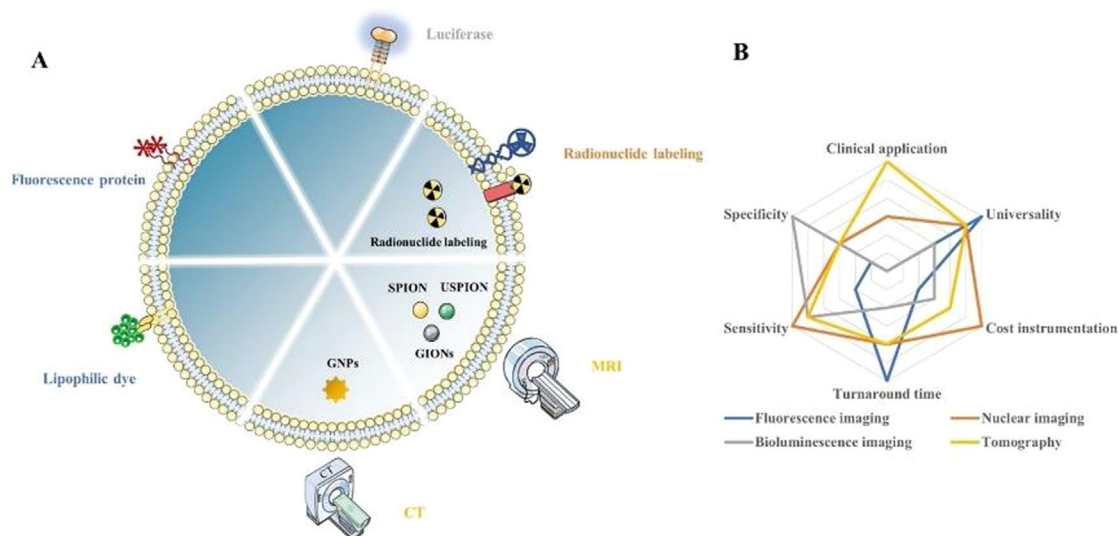 A
Luciferase
Fluorescence protein
Radionuclide labeling
Radionuclide labeling
SPION USPION
GIONs
GNPs
Lipophilic dye
MRI
CT
CT
B
Clinical application
Specificity
Universality
Sensitivity
Cost instrumentation
Turnaround time
Fluorescence imaging
Nuclear imaging
Bioluminescence imaging
Tomography